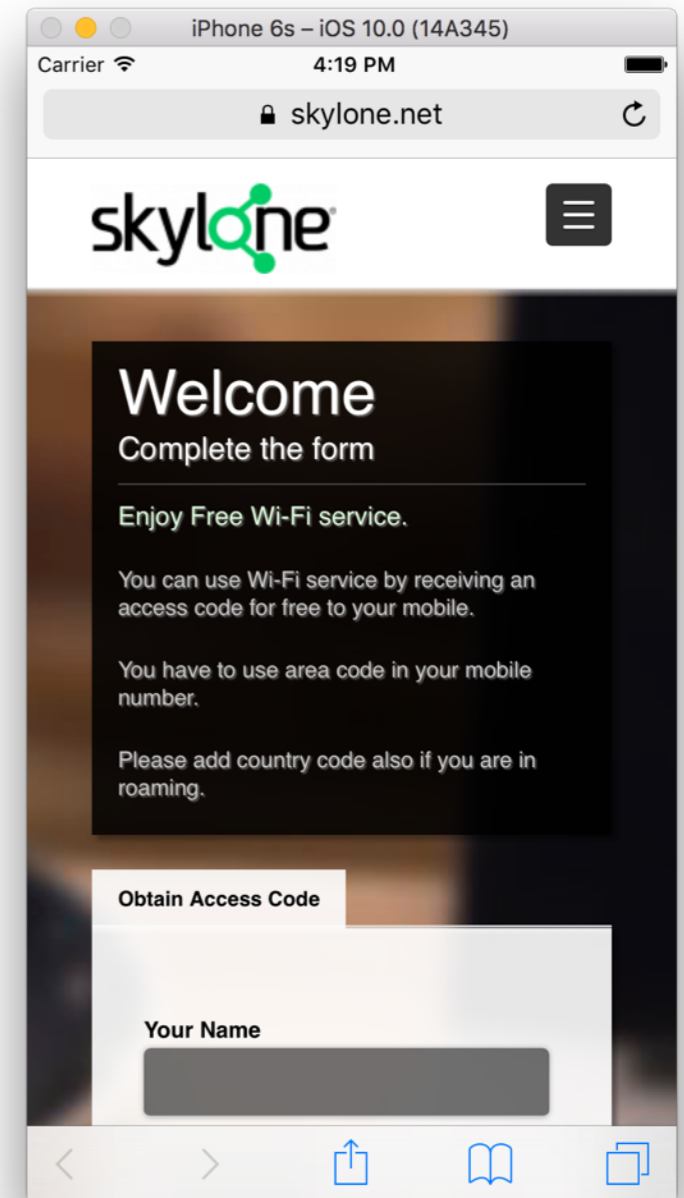 iPhone 6s – iOS 10.0 (14A345)
Carrier 4:19 PM
skylone.net
skylone
Welcome
Complete the form
Enjoy Free Wi-Fi service.
You can use Wi-Fi service by receiving an
access code for free to your mobile.
You have to use area code in your mobile
number.
Please add country code also if you are in
roaming.
Obtain Access Code
Your Name